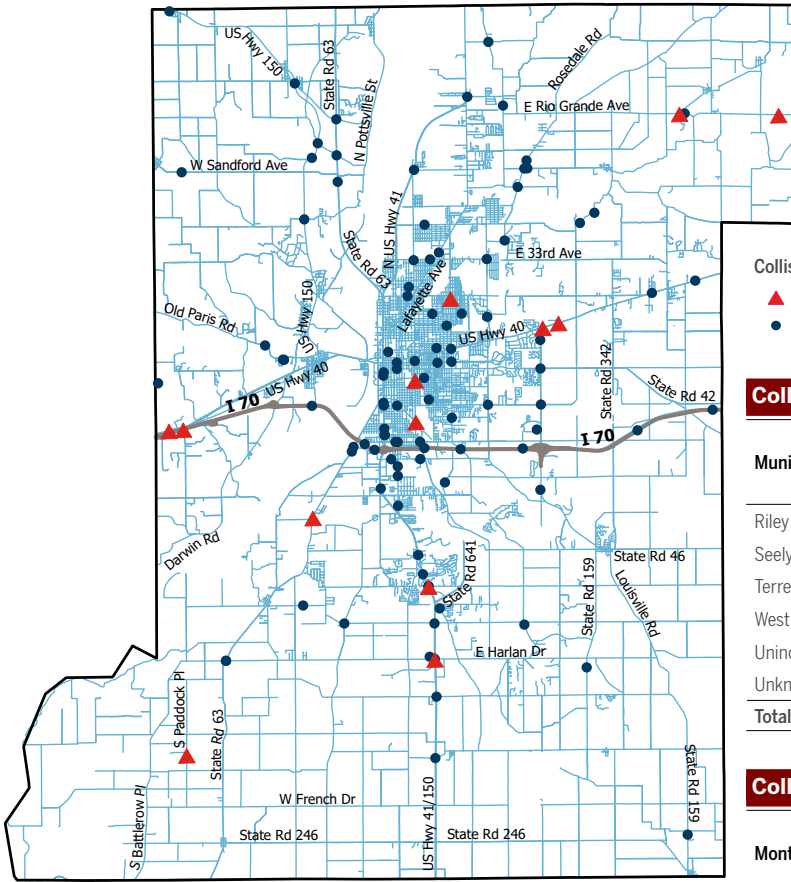 US Hwy 150
State Rd 63
N Pottsville St
Rosedale Rd
E Rio Grande Ave
W Sandford Ave
N US Hwy 41
State Rd 63
E 33rd Ave
Lafayette Ave
Collis
Old Paris Rd
US Hwy 150
US Hwy 40
US Hwy 40
State Rd 342
State Rd 42
I 70
Coll
I 70
Muni
Riley
Darwin Rd
State Rd 46
Seely
State Rd 641
State Rd 159
Louisville Rd
Terre
West
E Harlan Dr
Uninc
Unkn
S Paddock Pl
State Rd 63
Total
State Rd 159
Coll
W French Dr
S Battlerow Pl
US Hwy 41/150
State Rd 246
State Rd 246
Mont